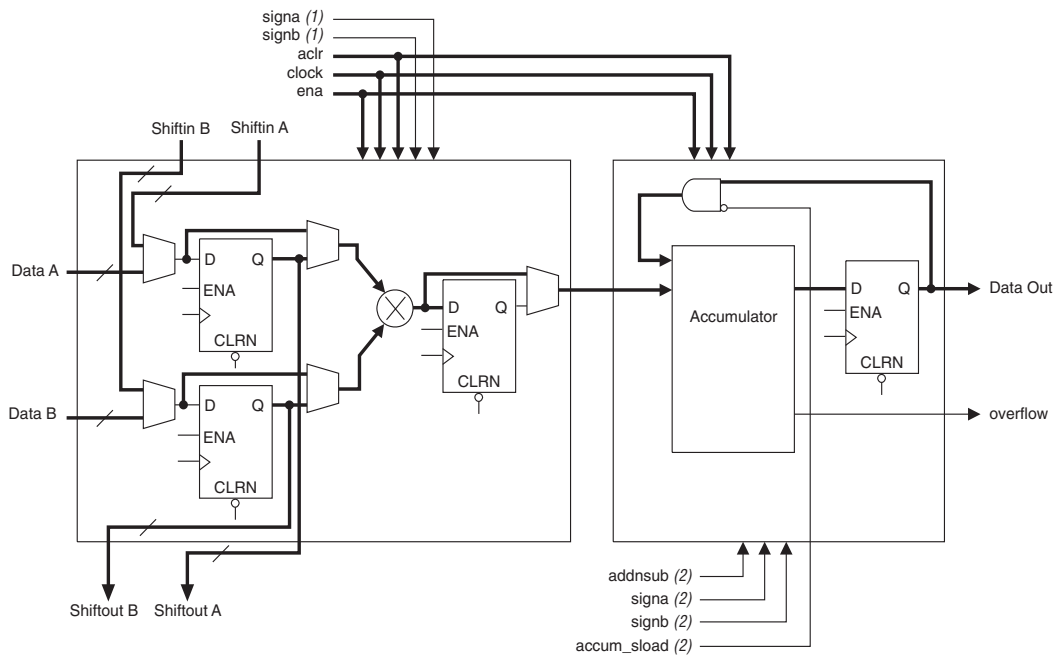 signa (1)
signb (1)
aclr
clock
ena
Shiftin B
Shiftin A
Data A
D
Q
ENA
CLRN
Data B
D
Q
ENA
CLRN
D
Q
ENA
CLRN
Shiftout B
Shiftout A
Accumulator
D
Q
ENA
CLRN
Data Out
overflow
addnsub (2)
signa (2)
signb (2)
accum_sload (2)